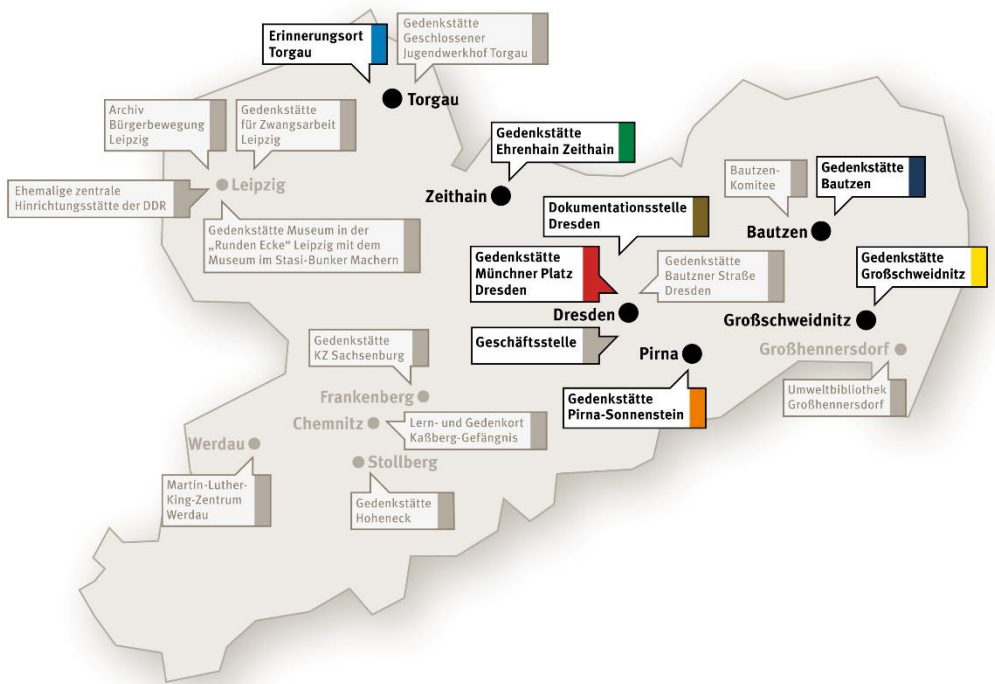 Erinnerungsort
Torgau
Gedenkstätte
Geschlossener
Jugendwerkhof Torgau
Torgau
Archiv
Bürgerbewegung
Leipzig
Gedenkstätte
für Zwangsarbeit
Leipzig
Leipzig
Ehemalige zentrale
Hinrichtungsstätte der DDR
Gedenkstätte Museum in der
„Runden Ecke“ Leipzig mit dem
Museum im Stasi-Bunker Machern
Gedenkstätte
Ehrenhain Zeithain
Zeithain
Dokumentationsstelle
Dresden
Bautzen-
Komitee
Gedenkstätte
Bautzen
Bautzen
Gedenkstätte
Münchner Platz
Dresden
Gedenkstätte
Bautzner Straße
Dresden
Dresden
Geschäftsstelle
Gedenkstätte
Großschweidnitz
Großschweidnitz
Großhennersdorf
Umweltbibliothek
Großhennersdorf
Pirna
Gedenkstätte
Pirna-Sonnenstein
Gedenkstätte
KZ Sachsenburg
Frankenberg
Chemnitz
Lern- und Gedenkort
Kaßberg-Gefängnis
Werdau
Martin-Luther-
King-Zentrum
Werdau
Stollberg
Gedenkstätte
Hoheneck